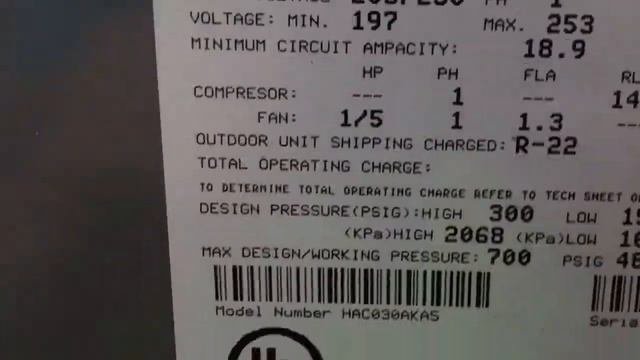 VOLTAGE: MIN. 197 MAX. 253
MINIMUM CIRCUIT AMPACITY: 18.9
HP PH FLA
COMPRESOR: --- 1 --- 14
FAN: 1/5 1 1.3
OUTDOOR UNIT SHIPPING CHARGED: R-22
TOTAL OPERATING CHARGE:
TO DETERMINE TOTAL OPERATING CHARGE REFER TO TECH SHEET
DESIGN PRESSURE(PSIG):HIGH 300 LOW
(KPa)HIGH 2068 (KPa)LOW
MAX DESIGN/WORKING PRESSURE: 700 PSIG
Model Number HAC030AKA5